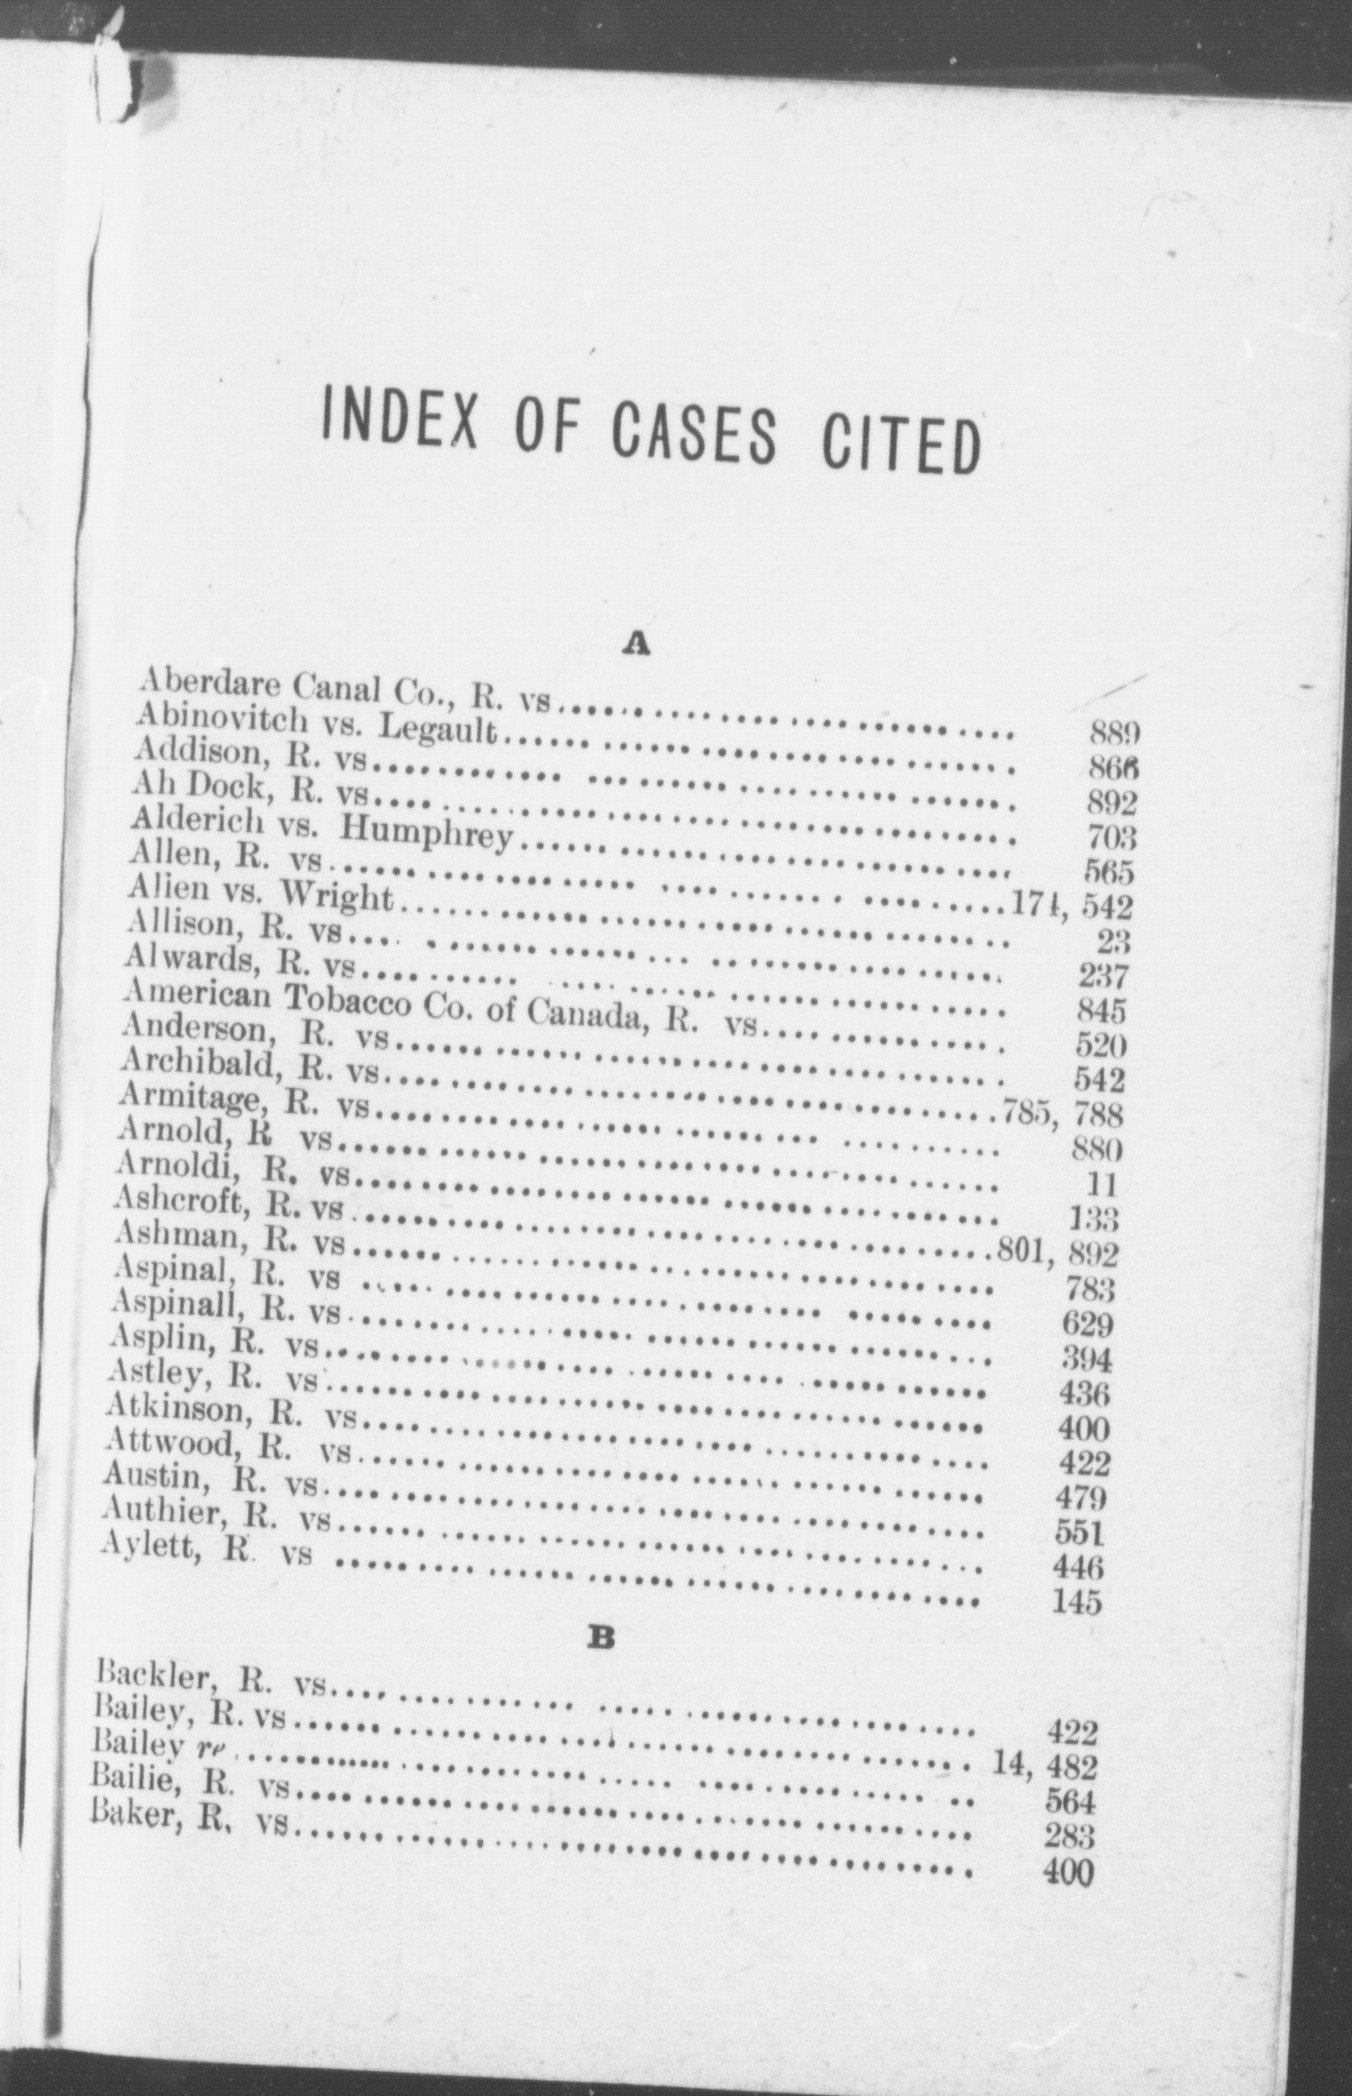 INDEX OF CASES CITED
A
Aberdare Canal Co., R. vs.................... 889
Abinovitch vs. Legault.................... 866
Addison, R. vs.................... 892
Ah Dock, R. vs.................... 703
Alderich vs. Humphrey.................... 565
Allen, R. vs....................174, 542
Allen vs. Wright.................... 23
Allison, R. vs.................... 237
Alwards, R. vs.................... 845
American Tobacco Co. of Canada, R. vs.................... 520
Anderson, R. vs.................... 542
Archibald, R. vs....................785, 788
Armitage, R. vs.................... 880
Arnold, R vs.................... 11
Arnoldi, R. vs.................... 133
Ashcroft, R. vs....................801, 892
Ashman, R. vs.................... 783
Aspinal, R. vs .................... 629
Aspinall, R. vs.................... 394
Asplin, R. vs.................... 436
Astley, R. vs.................... 400
Atkinson, R. vs.................... 422
Attwood, R. vs.................... 479
Austin, R. vs.................... 551
Authier, R. vs.................... 446
Aylett, R. vs .................... 145
B
Backler, R. vs.................... 422
Bailey, R. vs.................... 14, 482
Bailey re .................... 564
Bailie, R. vs.................... 283
Baker, R. vs.................... 400